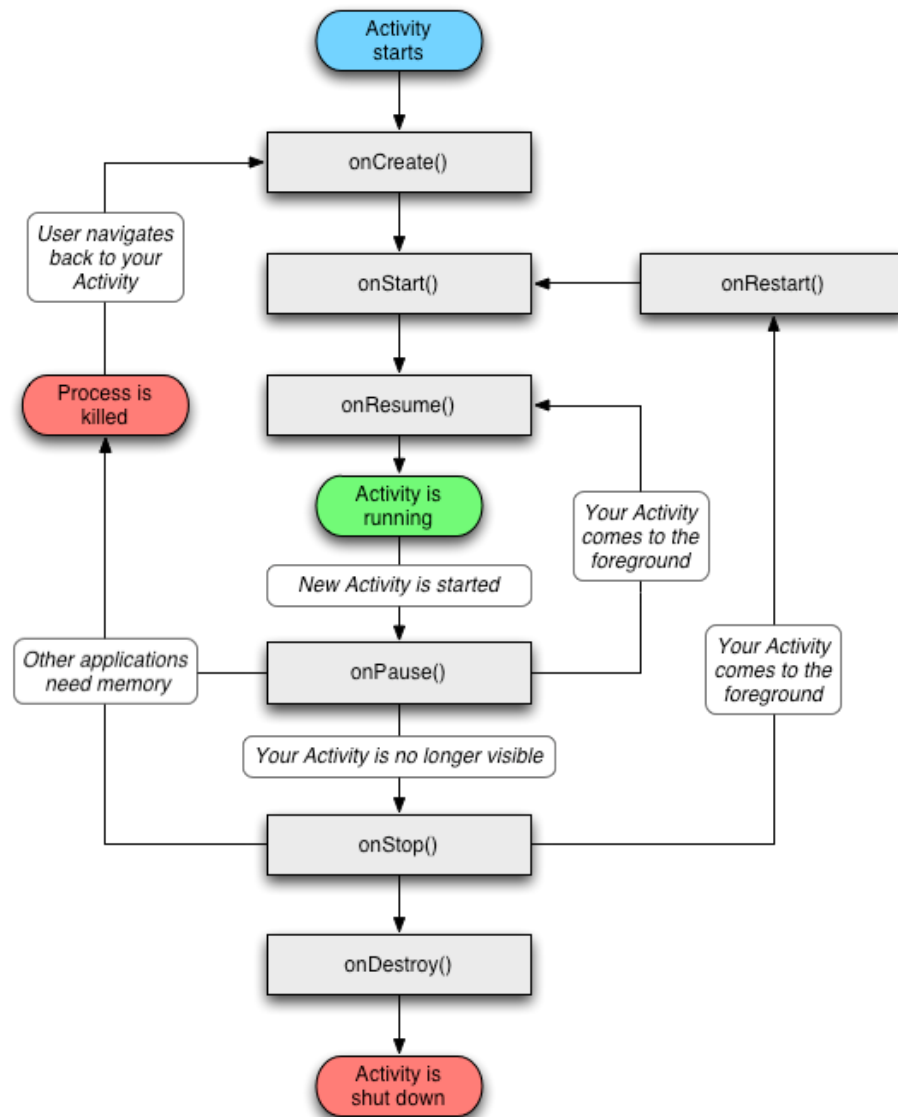 Activity
starts
onCreate()
User navigates
back to your
Activity
onStart()
onRestart()
Process is
killed
onResume()
Activity is
running
Your Activity
comes to the
foreground
New Activity is started
Other applications
need memory
onPause()
Your Activity
comes to the
foreground
Your Activity is no longer visible
onStop()
onDestroy()
Activity is
shut down